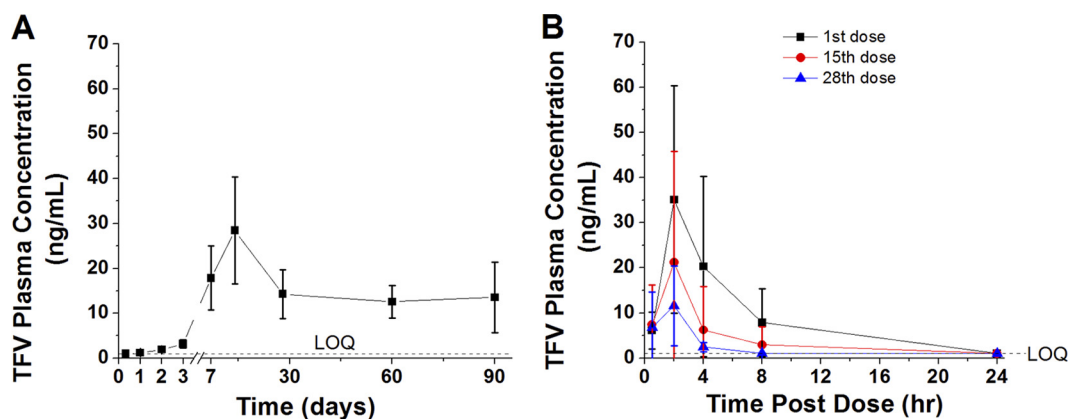 A
TFV Plasma Concentration
(ng/mL)
70
60
50
40
30
20
10
0
LOQ
0 1 2 3 7 30 60 90
Time (days)
B
TFV Plasma Concentration
(ng/mL)
70
60
50
40
30
20
10
0
1st dose
15th dose
28th dose
LOQ
0 4 8 12 16 20 24
Time Post Dose (hr)